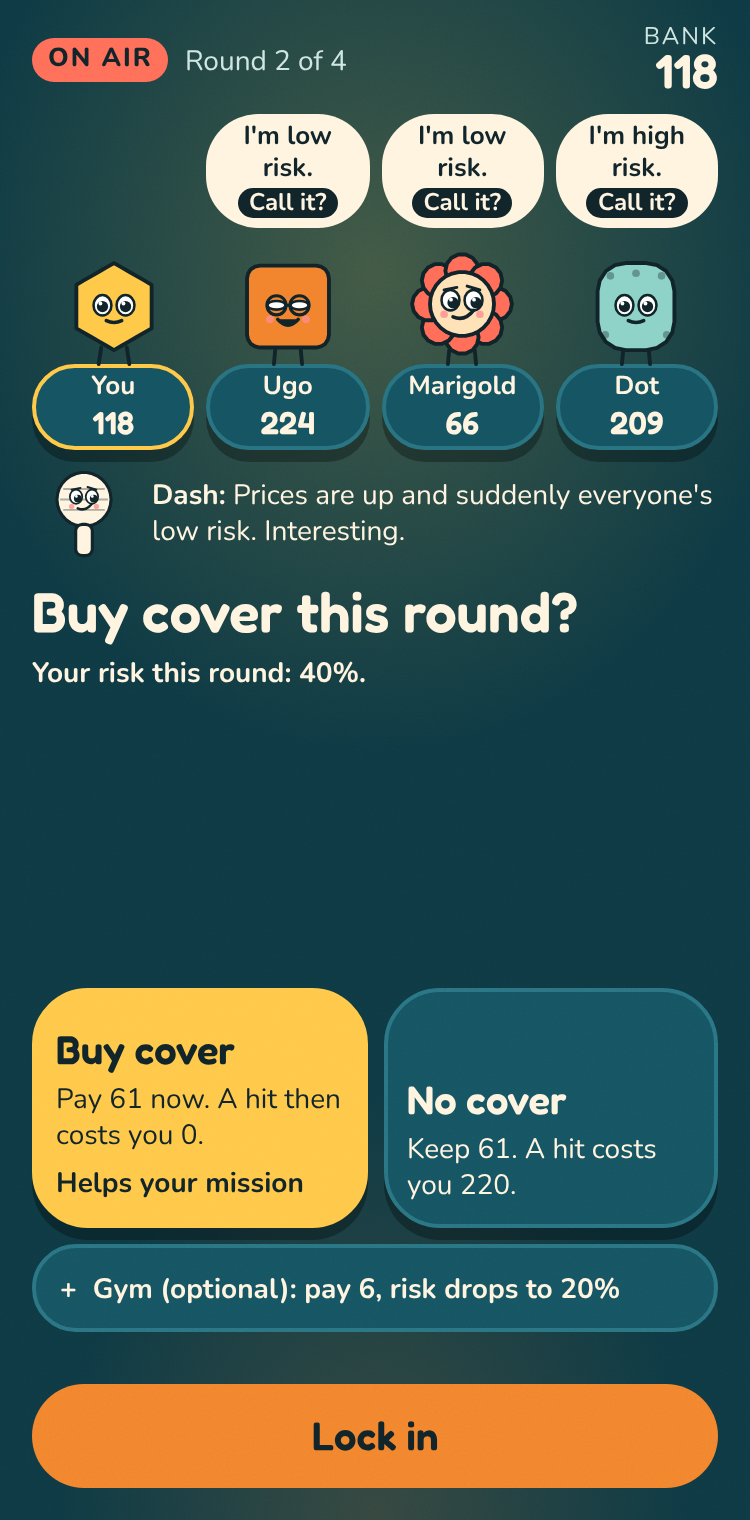 ON AIR
Round 2 of 4
BANK
118
I'm low
risk.
Call it?
I'm low
risk.
Call it?
I'm high
risk.
Call it?
You
118
Ugo
224
Marigold
66
Dot
209
Dash: Prices are up and suddenly everyone's
low risk. Interesting.
Buy cover this round?
Your risk this round: 40%.
Buy cover
Pay 61 now. A hit then
costs you 0.
Helps your mission
No cover
Keep 61. A hit costs
you 220.
+ Gym (optional): pay 6, risk drops to 20%
Lock in